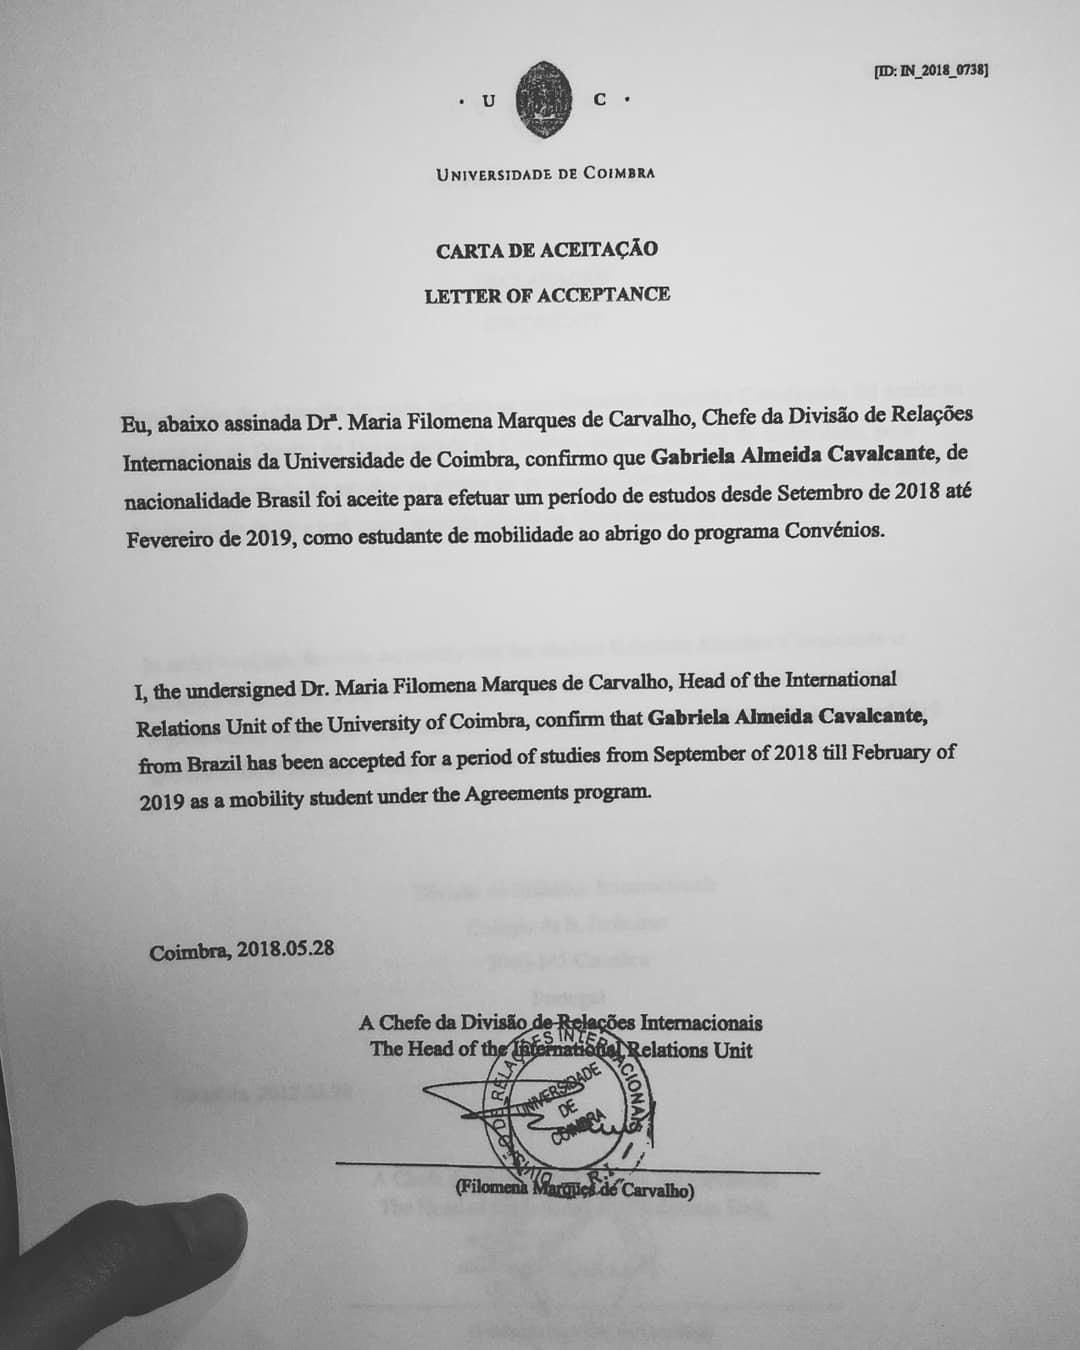 [ID: IN_2018_0738]
· U C ·
UNIVERSIDADE DE COIMBRA
CARTA DE ACEITAÇÃO
LETTER OF ACCEPTANCE
Eu, abaixo assinada Drª. Maria Filomena Marques de Carvalho, Chefe da Divisão de Relações
Internacionais da Universidade de Coimbra, confirmo que Gabriela Almeida Cavalcante, de
nacionalidade Brasil foi aceite para efetuar um período de estudos desde Setembro de 2018 até
Fevereiro de 2019, como estudante de mobilidade ao abrigo do programa Convénios.
I, the undersigned Dr. Maria Filomena Marques de Carvalho, Head of the International
Relations Unit of the University of Coimbra, confirm that Gabriela Almeida Cavalcante,
from Brazil has been accepted for a period of studies from September of 2018 till February of
2019 as a mobility student under the Agreements program.
Coimbra, 2018.05.28
A Chefe da Divisão de Relações Internacionais
The Head of the International Relations Unit
DIVISÃO DE RELAÇÕES INTERNACIONAIS
UNIVERSIDADE
DE
COIMBRA
R.I.
(Filomena Marques de Carvalho)